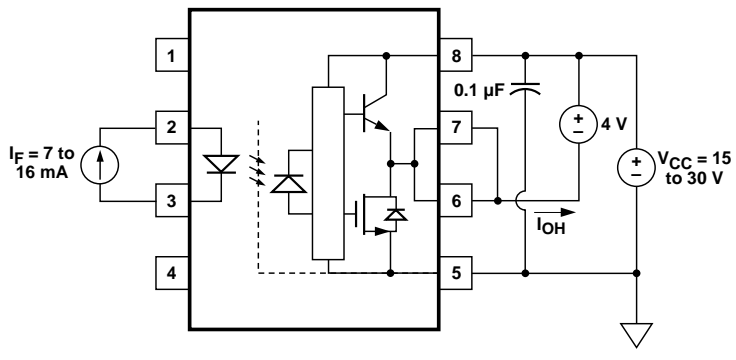 1
8
0.1 µF
2
7
+
–
4 V
I_F = 7 to
16 mA
+
–
V_CC = 15
to 30 V
3
6
I_OH
4
5